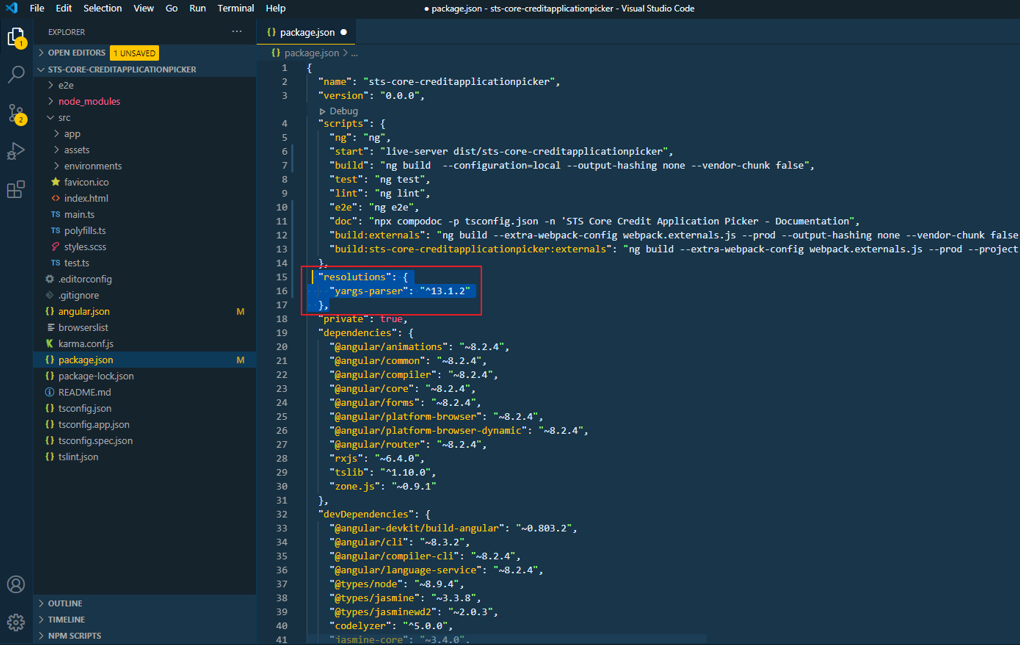 File Edit Selection View Go Run Terminal Help
● package.json - sts-core-creditapplicationpicker - Visual Studio Code
EXPLORER ...
OPEN EDITORS 1 UNSAVED
STS-CORE-CREDITAPPLICATIONPICKER
e2e
node_modules
src
app
assets
environments
favicon.ico
index.html
TS main.ts
TS polyfills.ts
styles.scss
TS test.ts
.editorconfig
.gitignore
{} angular.json M
browserslist
karma.conf.js
{} package.json M
{} package-lock.json
README.md
{} tsconfig.json
{} tsconfig.app.json
{} tsconfig.spec.json
{} tslint.json
OUTLINE
TIMELINE
NPM SCRIPTS
1
2
{} package.json ●
{} package.json > ...
1 {
2 "name": "sts-core-creditapplicationpicker",
3 "version": "0.0.0",
Debug
4 "scripts": {
5 "ng": "ng",
6 "start": "live-server dist/sts-core-creditapplicationpicker",
7 "build": "ng build  --configuration=local --output-hashing none --vendor-chunk false",
8 "test": "ng test",
9 "lint": "ng lint",
10 "e2e": "ng e2e",
11 "doc": "npx compodoc -p tsconfig.json -n 'STS Core Credit Application Picker - Documentation",
12 "build:externals": "ng build --extra-webpack-config webpack.externals.js --prod --output-hashing none --vendor-chunk false
13 "build:sts-core-creditapplicationpicker:externals": "ng build --extra-webpack-config webpack.externals.js --prod --project
14 },
15 "resolutions": {
16 "yargs-parser": "^13.1.2"
17 },
18 "private": true,
19 "dependencies": {
20 "@angular/animations": "~8.2.4",
21 "@angular/common": "~8.2.4",
22 "@angular/compiler": "~8.2.4",
23 "@angular/core": "~8.2.4",
24 "@angular/forms": "~8.2.4",
25 "@angular/platform-browser": "~8.2.4",
26 "@angular/platform-browser-dynamic": "~8.2.4",
27 "@angular/router": "~8.2.4",
28 "rxjs": "~6.4.0",
29 "tslib": "^1.10.0",
30 "zone.js": "~0.9.1"
31 },
32 "devDependencies": {
33 "@angular-devkit/build-angular": "~0.803.2",
34 "@angular/cli": "~8.3.2",
35 "@angular/compiler-cli": "~8.2.4",
36 "@angular/language-service": "~8.2.4",
37 "@types/node": "~8.9.4",
38 "@types/jasmine": "~3.3.8",
39 "@types/jasminewd2": "~2.0.3",
40 "codelyzer": "^5.0.0",
41 "jasmine-core": "~3.4.0",